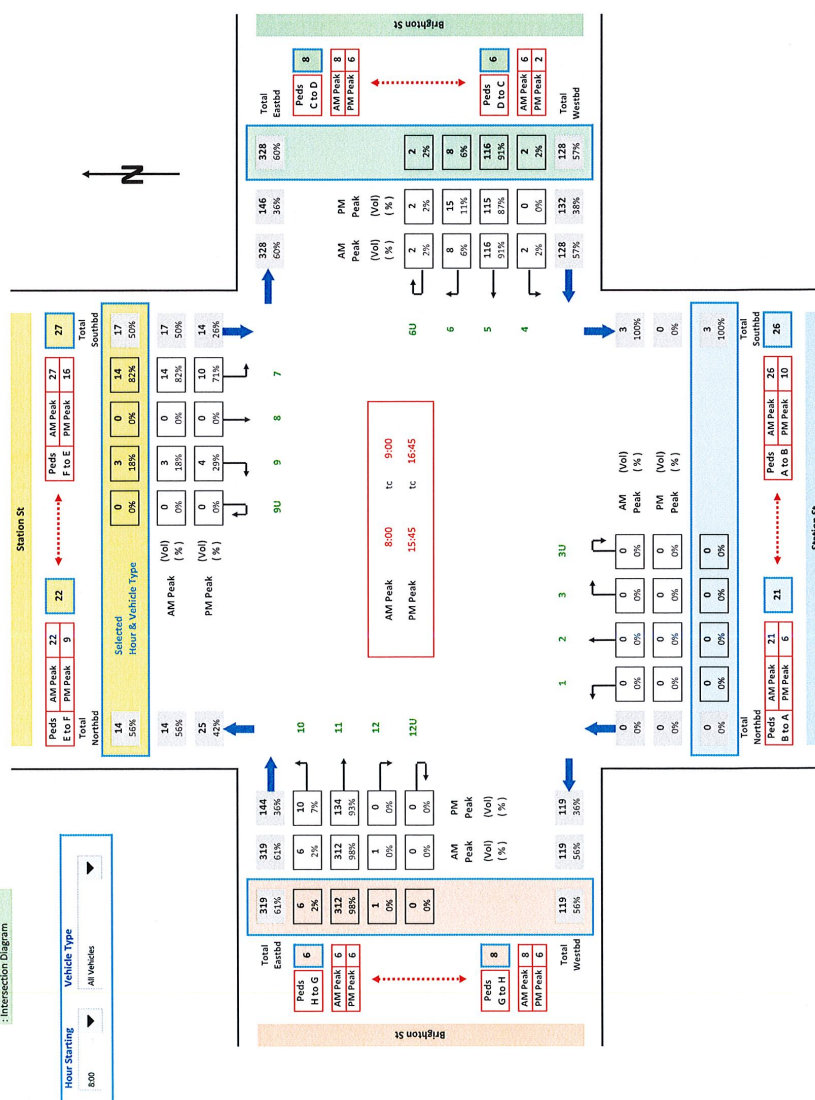 : Intersection Diagram
Hour Starting
Vehicle Type
8:00
All Vehicles
Station St
Peds
E to F
AM Peak 22
PM Peak 9
22
Peds
F to E
AM Peak 27
PM Peak 16
27
Total
Northbd
Total
Southbd
14
56%
Selected
Hour & Vehicle Type
0
0%
3
18%
0
0%
14
82%
17
50%
14
56%
AM Peak
(Vol)
( % )
0
0%
3
18%
0
0%
14
82%
17
50%
25
42%
PM Peak
(Vol)
( % )
0
0%
4
29%
0
0%
10
71%
14
26%
9U
9
8
7
N
Brighton St
Total
Eastbd
Peds
H to G
6
AM Peak 6
PM Peak 6
Peds
G to H
8
AM Peak 8
PM Peak 6
Total
Westbd
319
61%
6
2%
312
98%
1
0%
0
0%
119
56%
319
61%
6
2%
312
98%
1
0%
0
0%
AM
Peak
(Vol)
( % )
119
56%
144
36%
10
7%
134
93%
0
0%
0
0%
PM
Peak
(Vol)
( % )
119
36%
10
11
12
12U
AM Peak 8:00 tc 9:00
PM Peak 15:45 tc 16:45
6U
6
5
4
328
60%
AM
Peak
(Vol)
( % )
2
2%
8
6%
116
91%
2
2%
128
57%
146
36%
PM
Peak
(Vol)
( % )
2
2%
15
11%
115
87%
0
0%
132
38%
328
60%
2
2%
8
6%
116
91%
2
2%
128
57%
Total
Eastbd
Peds
C to D
8
AM Peak 8
PM Peak 6
Peds
D to C
6
AM Peak 6
PM Peak 2
Total
Westbd
Brighton St
1
2
3
3U
0
0%
0
0%
0
0%
0
0%
0
0%
AM
Peak
(Vol)
( % )
3
100%
0
0%
0
0%
0
0%
0
0%
0
0%
PM
Peak
(Vol)
( % )
0
0%
0
0%
0
0%
0
0%
0
0%
0
0%
3
100%
Total
Northbd
Total
Southbd
Peds
B to A
AM Peak 21
PM Peak 6
21
Peds
A to B
AM Peak 26
PM Peak 10
26
Station St